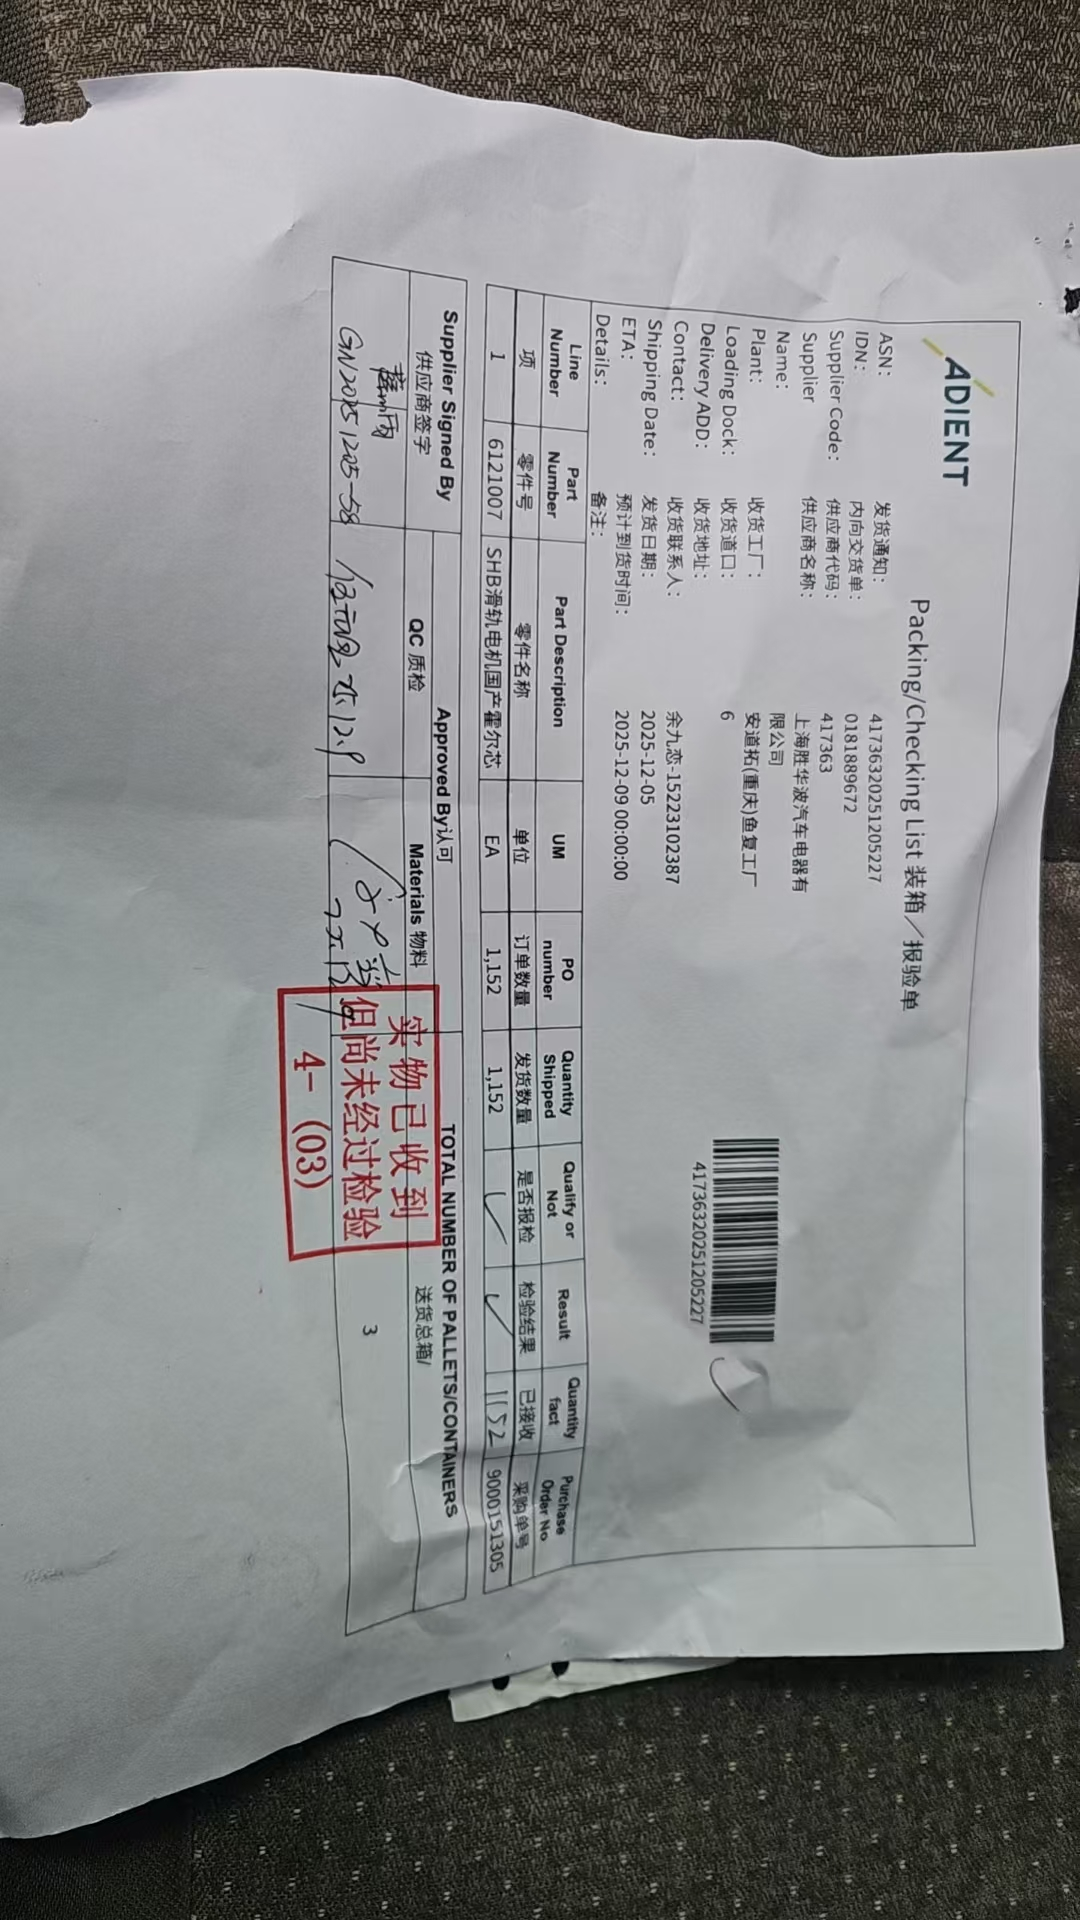 ADIENT
Packing/Checking List 装箱／报验单
ASN: 发货通知: 41736320251205227
IDN: 内向交货单: 0181889672
Supplier Code: 供应商代码: 417363
Supplier Name: 供应商名称: 上海胜华波汽车电器有限公司
Plant: 收货工厂: 安道拓(重庆)鱼复工厂
Loading Dock: 收货道口: 6
Delivery ADD: 收货地址:
Contact: 收货联系人: 余九恋-15223102387
Shipping Date: 发货日期: 2025-12-05
ETA: 预计到货时间: 2025-12-09 00:00:00
Details: 备注:
41736320251205227
Line Number Part Number Part Description UM PO number Quantity Shipped Qualify or Not Result Quantity fact Purchase Order No
项 零件号 零件名称 单位 订单数量 发货数量 是否报检 检验结果 已接收 采购单号
1 6121007 SHB滑轨电机国产霍尔芯 EA 1,152 1,152 ✓ ✓ 1152 9000151305
Supplier Signed By Approved By认可 TOTAL NUMBER OF PALLETS/CONTAINERS
供应商签字 QC 质检 Materials 物料 送货总箱/
3
GN20251205-58
实物已收到
但尚未经过检验
4-（03）